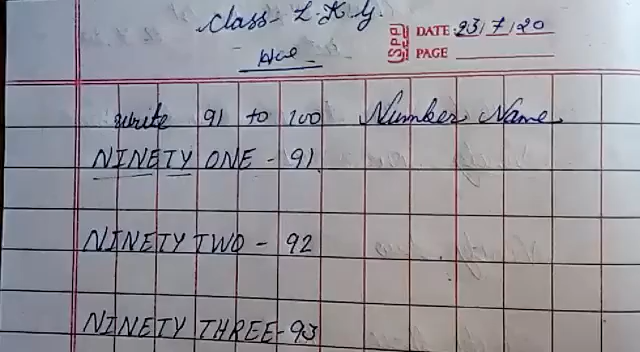 Class- L.K.G.
SPP DATE 23/7/20
PAGE
write 91 to 100 Number Name
NINETY ONE - 91
NINETY TWO - 92
NINETY THREE-93